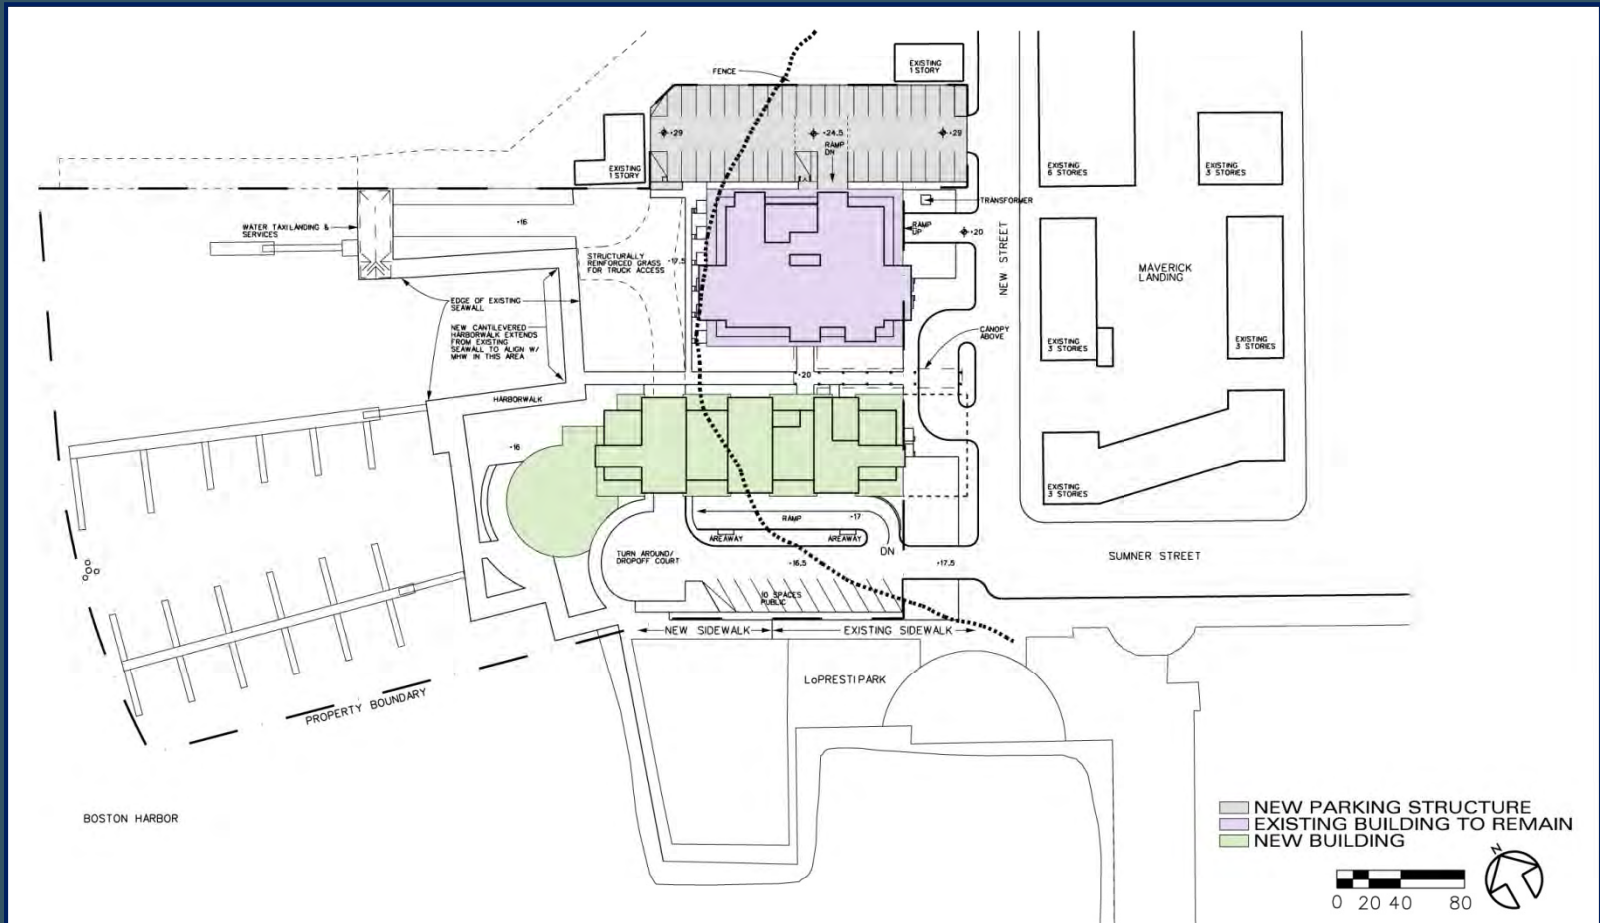 FENCE
EXISTING
1 STORY
+29
+24.5
+29
RAMP
DN
EXISTING
1 STORY
EXISTING
6 STORIES
EXISTING
3 STORIES
TRANSFORMER
WATER TAXI LANDING &
SERVICES
+16
RAMP
UP
+20
NEW STREET
STRUCTURALLY
REINFORCED GRASS
FOR TRUCK ACCESS
+17.5
MAVERICK
LANDING
EDGE OF EXISTING
SEAWALL
NEW CANTILEVERED
HARBORWALK EXTENDS
FROM EXISTING
SEAWALL TO ALIGN W/
MHW IN THIS AREA
CANOPY
ABOVE
EXISTING
3 STORIES
EXISTING
3 STORIES
+20
HARBORWALK
+16
EXISTING
3 STORIES
RAMP
+17
AREAWAY
AREAWAY
DN
TURN AROUND/
DROPOFF COURT
+16.5
+17.5
SUMNER STREET
10 SPACES
PUBLIC
NEW SIDEWALK
EXISTING SIDEWALK
LoPRESTI PARK
PROPERTY BOUNDARY
BOSTON HARBOR
NEW PARKING STRUCTURE
EXISTING BUILDING TO REMAIN
NEW BUILDING
N
0 20 40 80